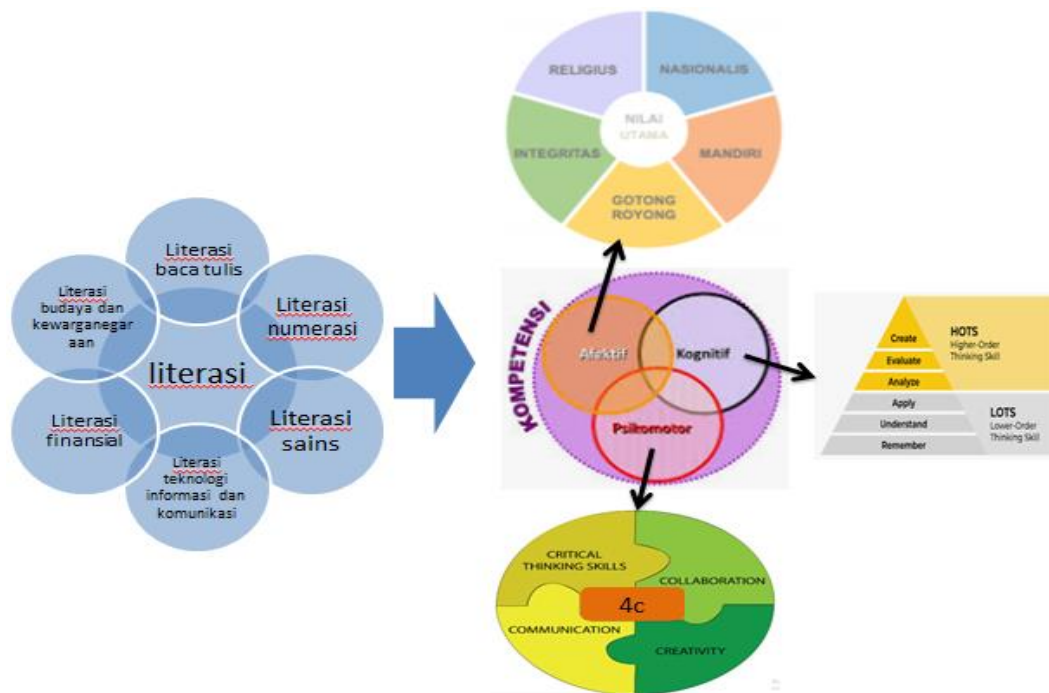 Literasi
baca tulis
Literasi
budaya dan
kewarganegar
aan
Literasi
numerasi
literasi
Literasi
finansial
Literasi
sains
Literasi
teknologi
informasi dan
komunikasi
RELIGIUS
NASIONALIS
NILAI
UTAMA
INTEGRITAS
MANDIRI
GOTONG
ROYONG
KOMPETENSI
Afektif
Kognitif
Psikomotor
Create
Evaluate
Analyze
Apply
Understand
Remember
HOTS
Higher-Order
Thinking Skill
LOTS
Lower-Order
Thinking Skill
CRITICAL
THINKING SKILLS
COLLABORATION
4c
COMMUNICATION
CREATIVITY